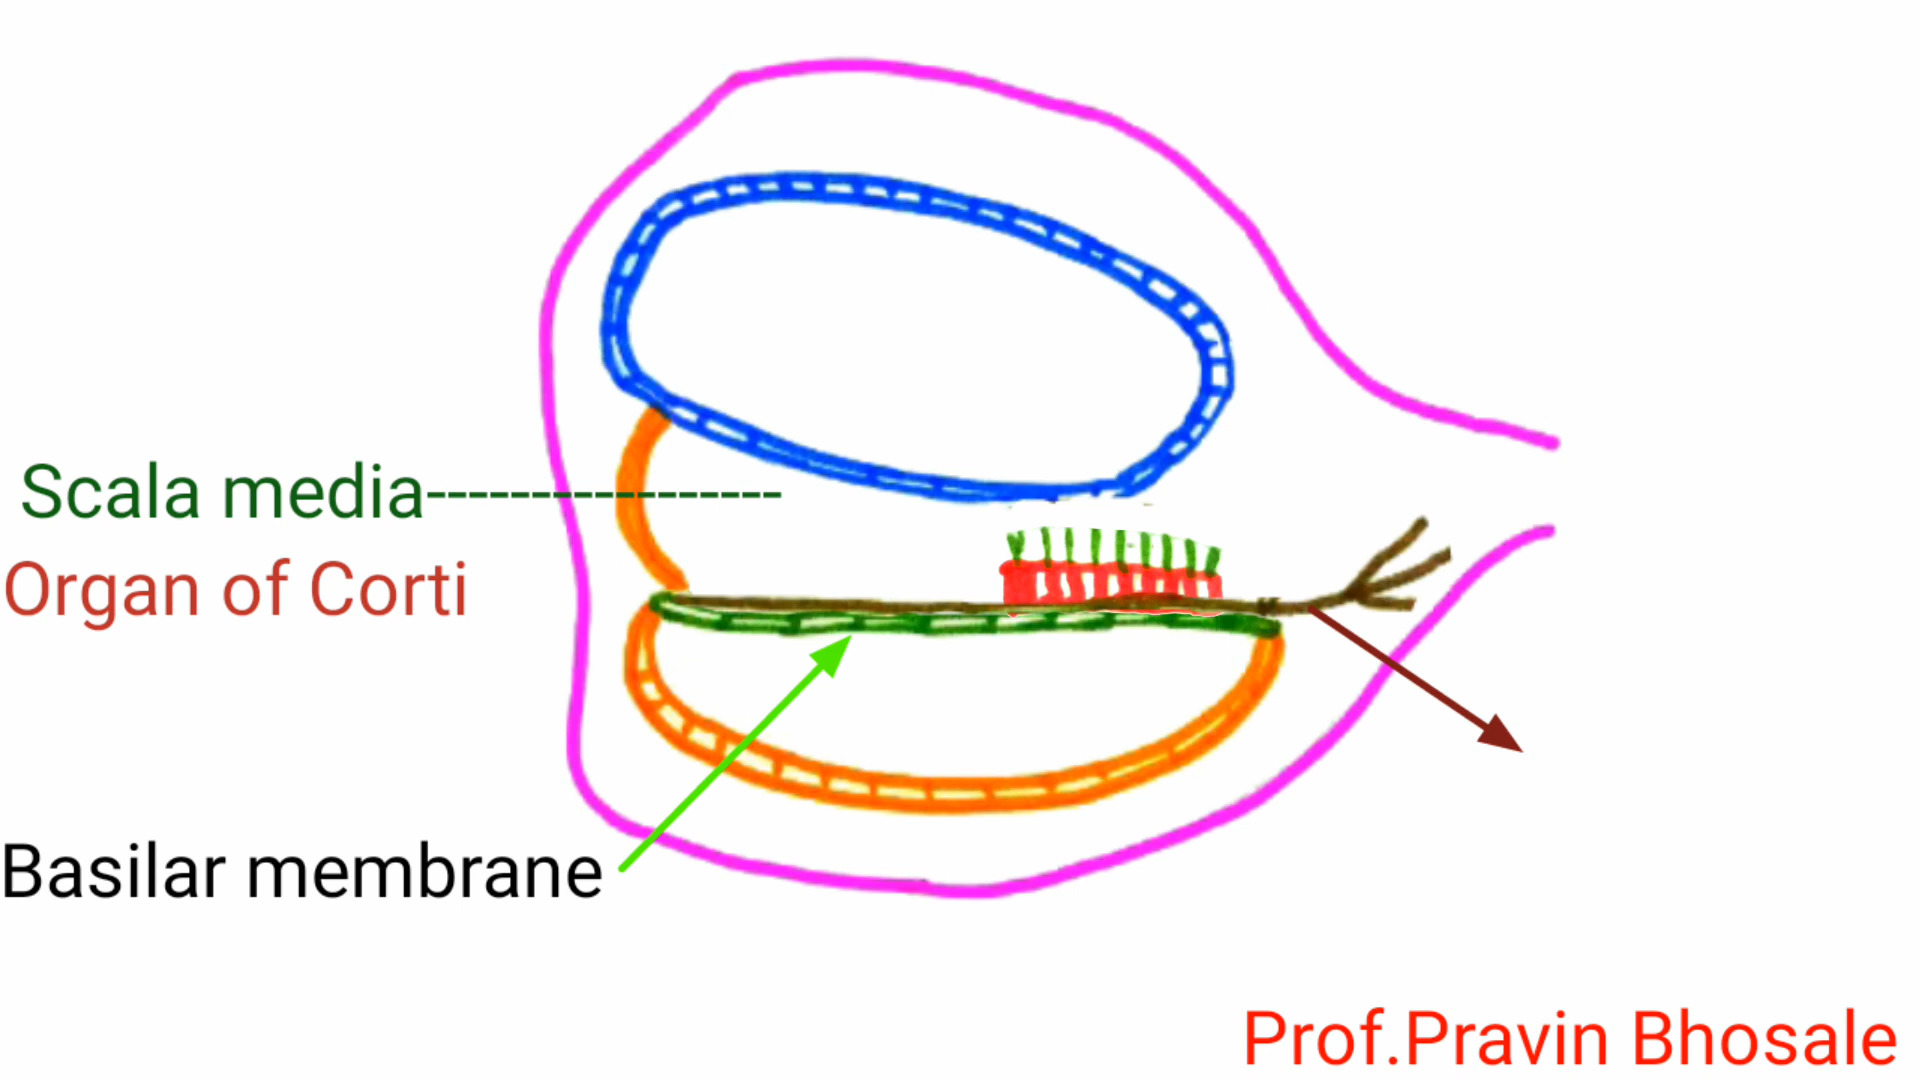 Scala media
Organ of Corti
Basilar membrane
Prof.Pravin Bhosale